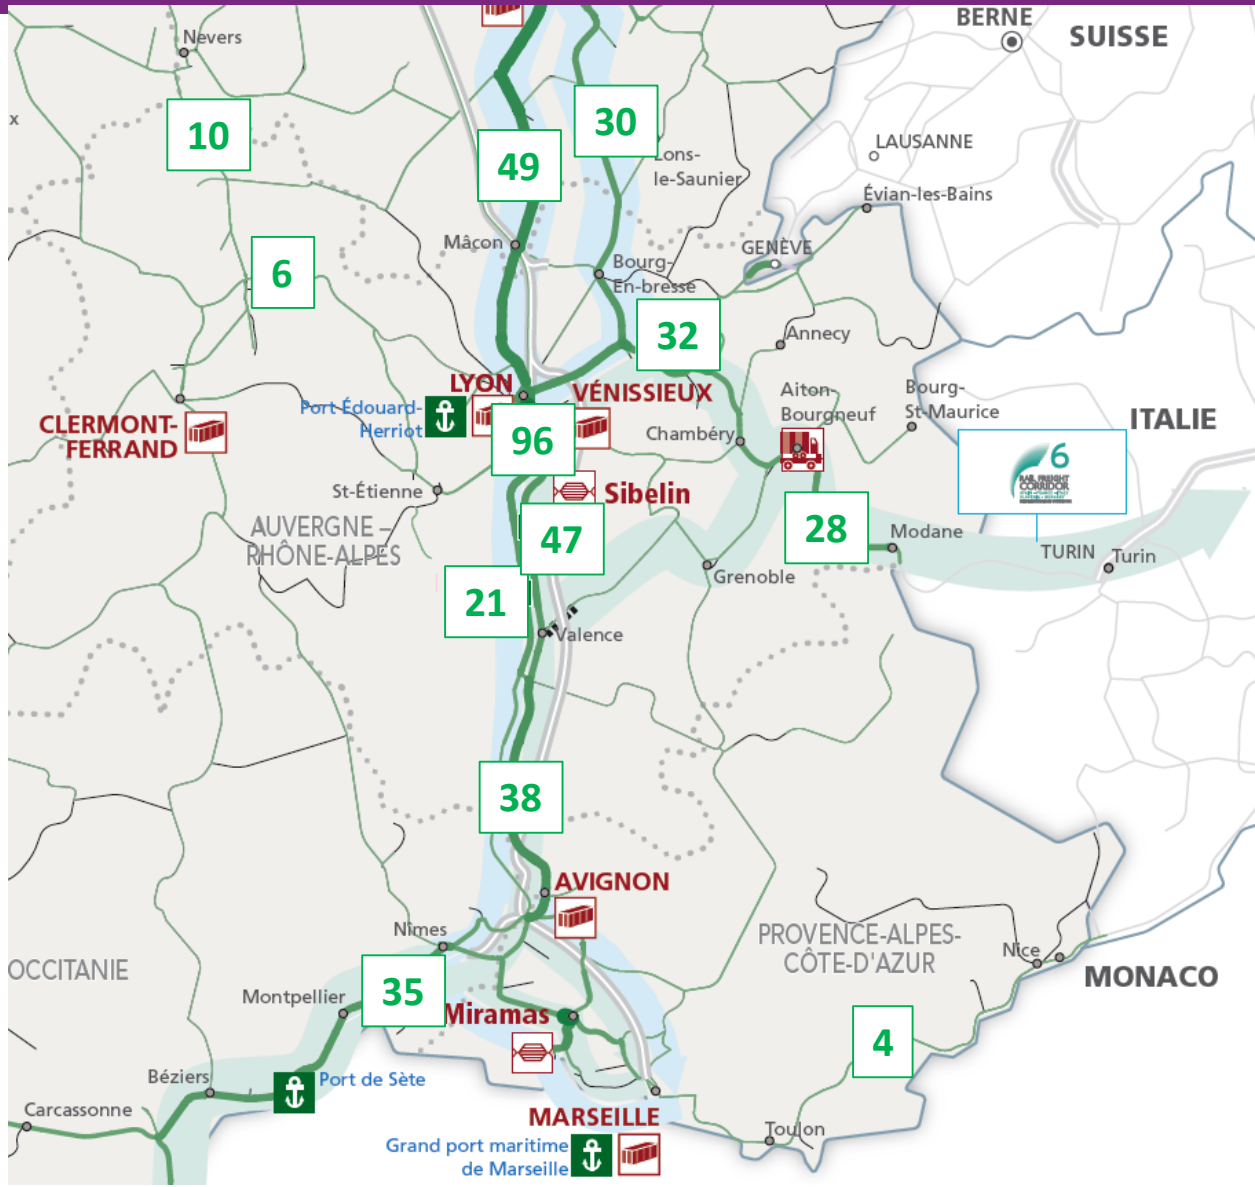 BERNE
SUISSE
Nevers
x
10
30
49
LAUSANNE
Lons-
le-Saunier
Évian-les-Bains
Mâcon
GENÈVE
Bourg-
En-bresse
6
32
Annecy
LYON
VÉNISSIEUX
Aiton-
Bourgneuf
Bourg-
St-Maurice
Port Édouard-
Herriot
CLERMONT-
FERRAND
96
Chambéry
ITALIE
6
RAIL FREIGHT
CORRIDOR
St-Étienne
Sibelin
AUVERGNE –
RHÔNE-ALPES
47
28
Modane
TURIN
Turin
Grenoble
21
Valence
38
AVIGNON
Nîmes
PROVENCE-ALPES-
CÔTE-D'AZUR
Nice
MONACO
OCCITANIE
Montpellier
35
Miramas
4
Béziers
Port de Sète
Carcassonne
MARSEILLE
Toulon
Grand port maritime
de Marseille